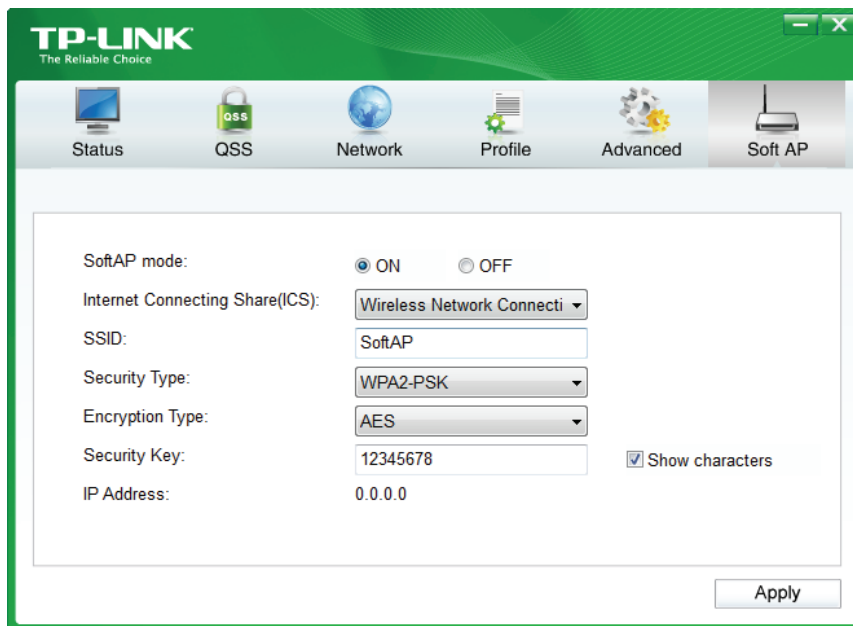 TP-LINK
The Reliable Choice
QSS
Status QSS Network Profile Advanced Soft AP
SoftAP mode: ON OFF
Internet Connecting Share(ICS): Wireless Network Connecti
SSID: SoftAP
Security Type: WPA2-PSK
Encryption Type: AES
Security Key: 12345678 Show characters
IP Address: 0.0.0.0
Apply